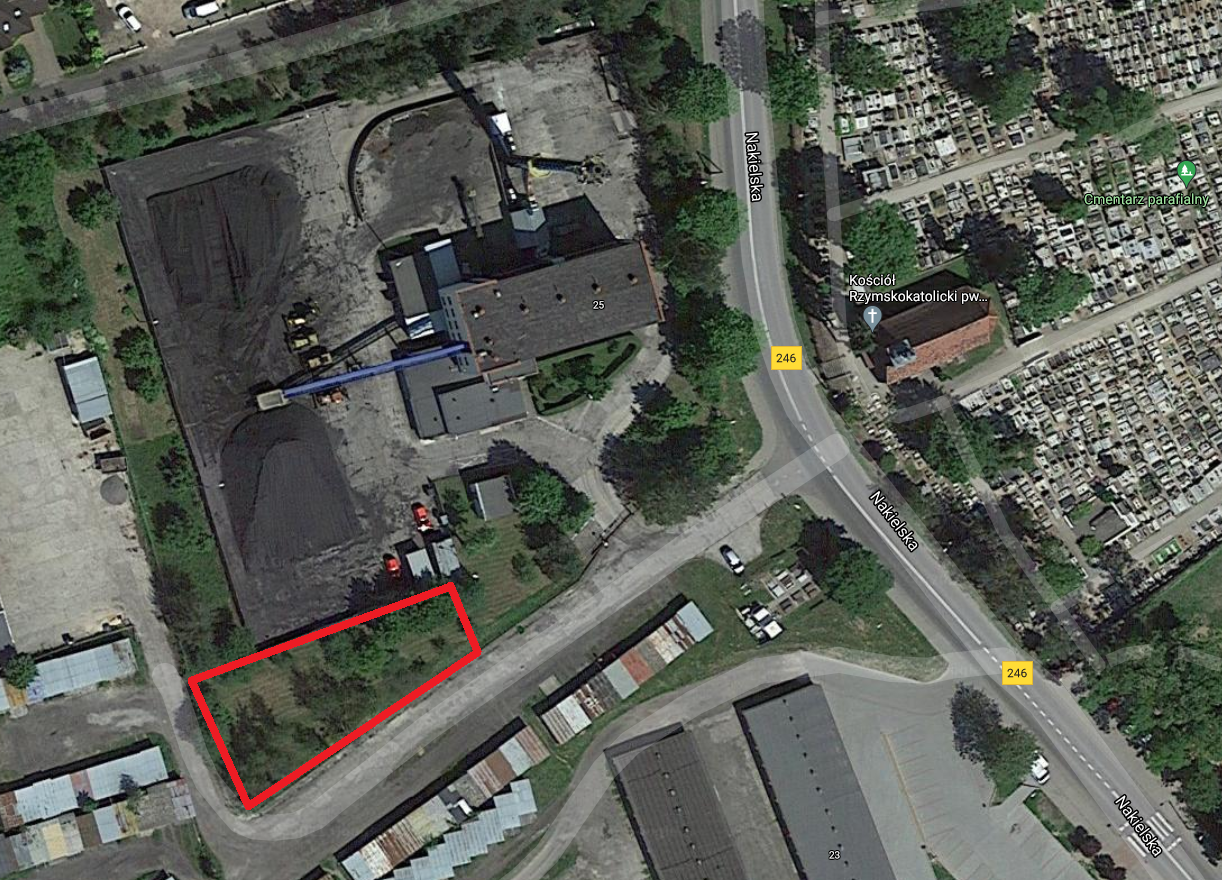 Nakielska
Cmentarz parafialny
Kościół
Rzymskokatolicki pw...
25
246
Nakielska
246
Nakielska
23